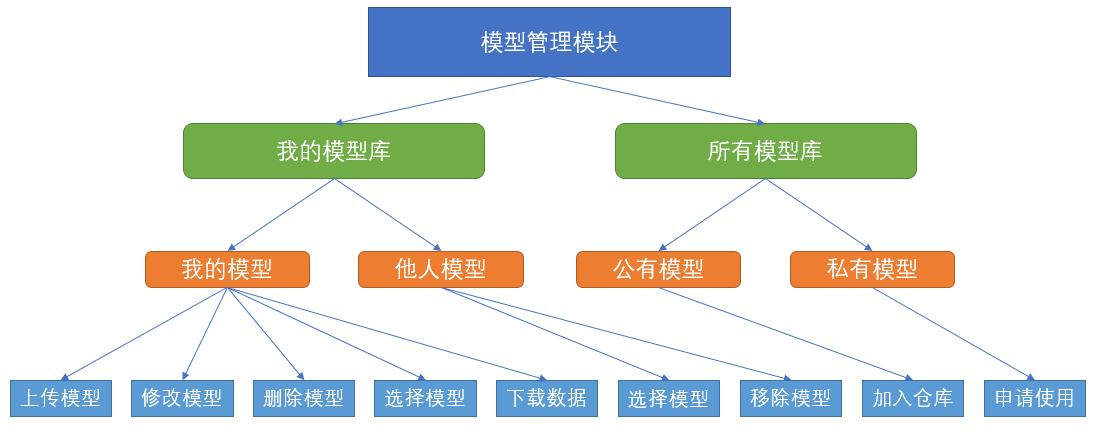 模型管理模块
我的模型库
所有模型库
我的模型
他人模型
公有模型
私有模型
上传模型
修改模型
删除模型
选择模型
下载数据
选择模型
移除模型
加入仓库
申请使用